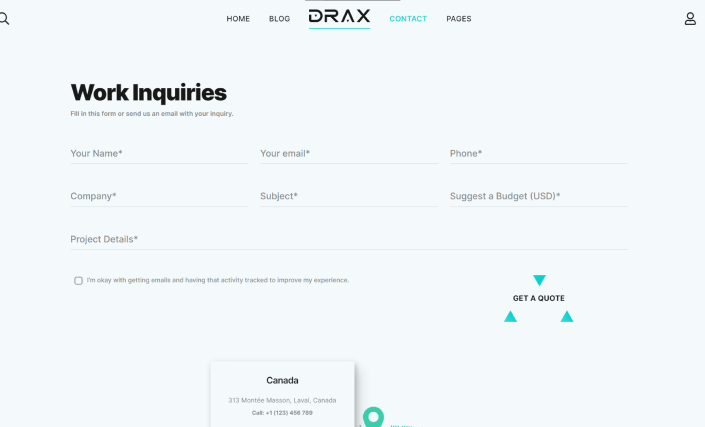 HOME BLOG DRAX CONTACT PAGES
Work Inquiries
Fill in this form or send us an email with your inquiry.
Your Name* Your email* Phone*
Company* Subject* Suggest a Budget (USD)*
Project Details*
I'm okay with getting emails and having that activity tracked to improve my experience.
GET A QUOTE
Canada
313 Montée Masson, Laval, Canada
Call: +1 (123) 456 789